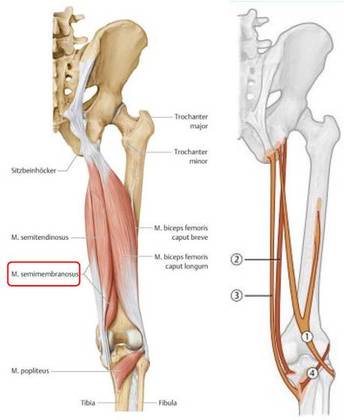 Trochanter
major
Trochanter
minor
Sitzbeinhöcker
M. biceps femoris
caput breve
M. semitendinosus
M. biceps femoris
caput longum
M. semimembranosus
M. popliteus
Tibia
Fibula
2
3
1
4